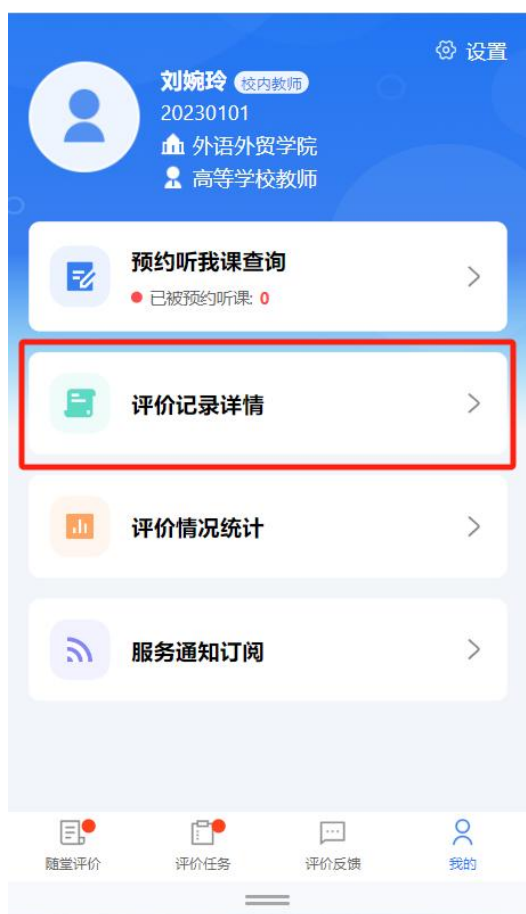 设置
刘婉玲 校内教师
20230101
外语外贸学院
高等学校教师
预约听我课查询
已被预约听课: 0
评价记录详情
评价情况统计
服务通知订阅
随堂评价 评价任务 评价反馈 我的